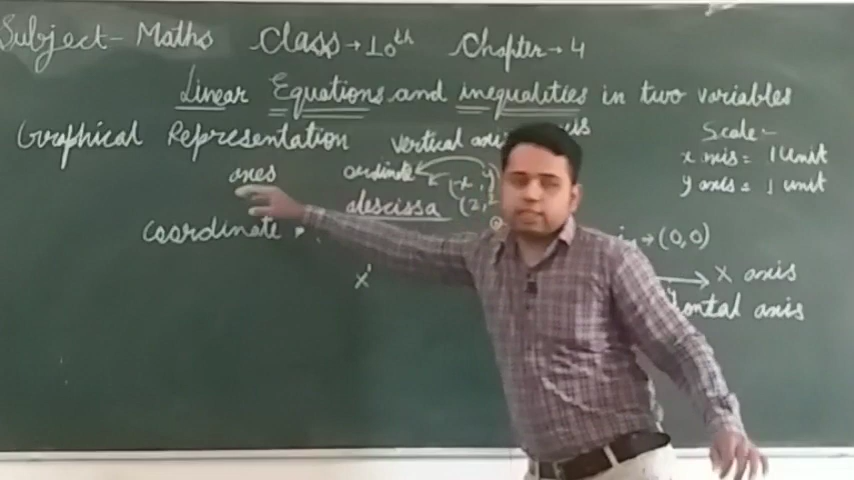 Subject - Maths Class → 10th Chapter → 4
Linear Equations and inequalities in two variables
Graphical Representation vertical axis
Scale -
x axis = 1 Unit
y axis = 1 unit
axes
ordinate (-x, y)
abscissa (2,
coordinate
→ (0,0)
x' → X axis
axis